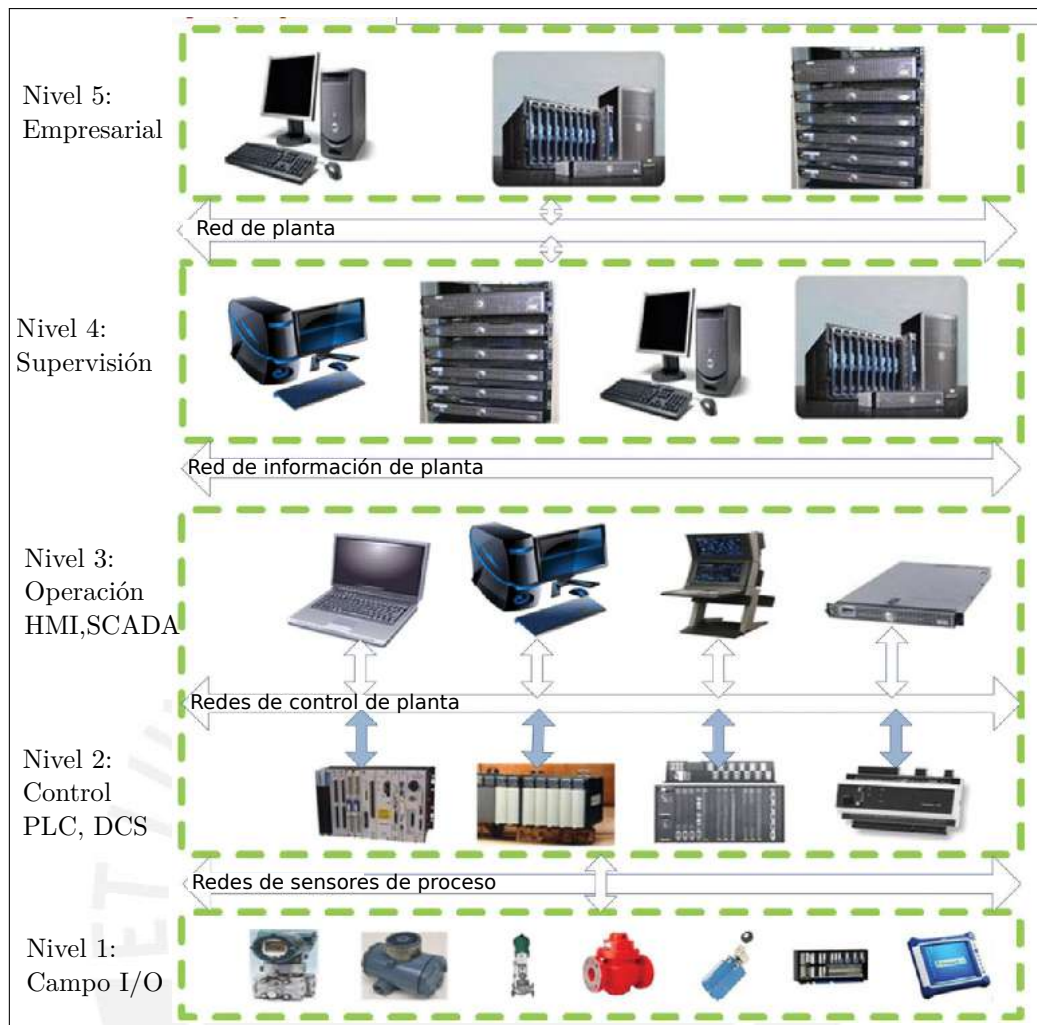 Nivel 5:
Empresarial
Red de planta
Nivel 4:
Supervisión
Red de información de planta
Nivel 3:
Operación
HMI,SCADA
Redes de control de planta
Nivel 2:
Control
PLC, DCS
Redes de sensores de proceso
Nivel 1:
Campo I/O